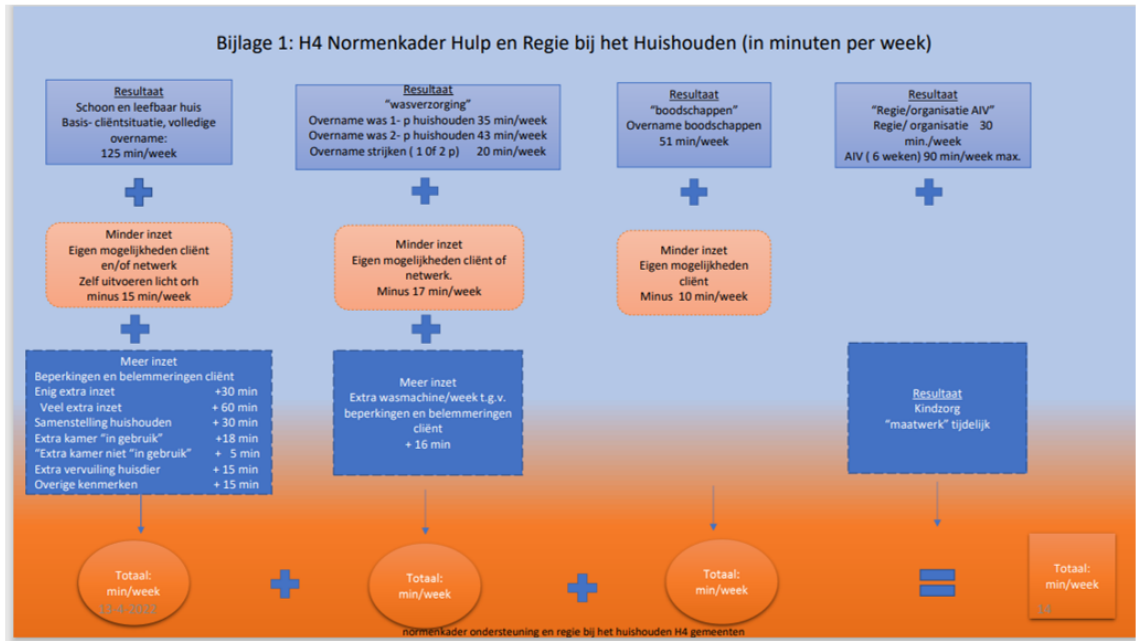 Bijlage 1: H4 Normenkader Hulp en Regie bij het Huishouden (in minuten per week)
Resultaat
Schoon en leefbaar huis
Basis- cliëntsituatie, volledige
overname:
125 min/week
Resultaat
“wasverzorging”
Overname was 1- p huishouden 35 min/week
Overname was 2- p huishouden 43 min/week
Overname strijken ( 1 0f 2 p) 20 min/week
Resultaat
“boodschappen”
Overname boodschappen
51 min/week
Resultaat
“Regie/organisatie AIV”
Regie/ organisatie 30
min./week
AIV ( 6 weken) 90 min/week max.
Minder inzet
Eigen mogelijkheden cliënt
en/of netwerk
Zelf uitvoeren licht orh
minus 15 min/week
Minder inzet
Eigen mogelijkheden cliënt of
netwerk.
Minus 17 min/week
Minder inzet
Eigen mogelijkheden
cliënt
Minus 10 min/week
Meer inzet
Beperkingen en belemmeringen cliënt
Enig extra inzet +30 min
Veel extra inzet + 60 min
Samenstelling huishouden + 30 min
Extra kamer “in gebruik” +18 min
“Extra kamer niet “in gebruik” + 5 min
Extra vervuiling huisdier + 15 min
Overige kenmerken + 15 min
Meer inzet
Extra wasmachine/week t.g.v.
beperkingen en belemmeringen
cliënt
+ 16 min
Resultaat
Kindzorg
“maatwerk” tijdelijk
Totaal:
min/week
Totaal:
min/week
Totaal:
min/week
Totaal:
min/week
13-4-2022
normenkader ondersteuning en regie bij het huishouden H4 gemeenten
14